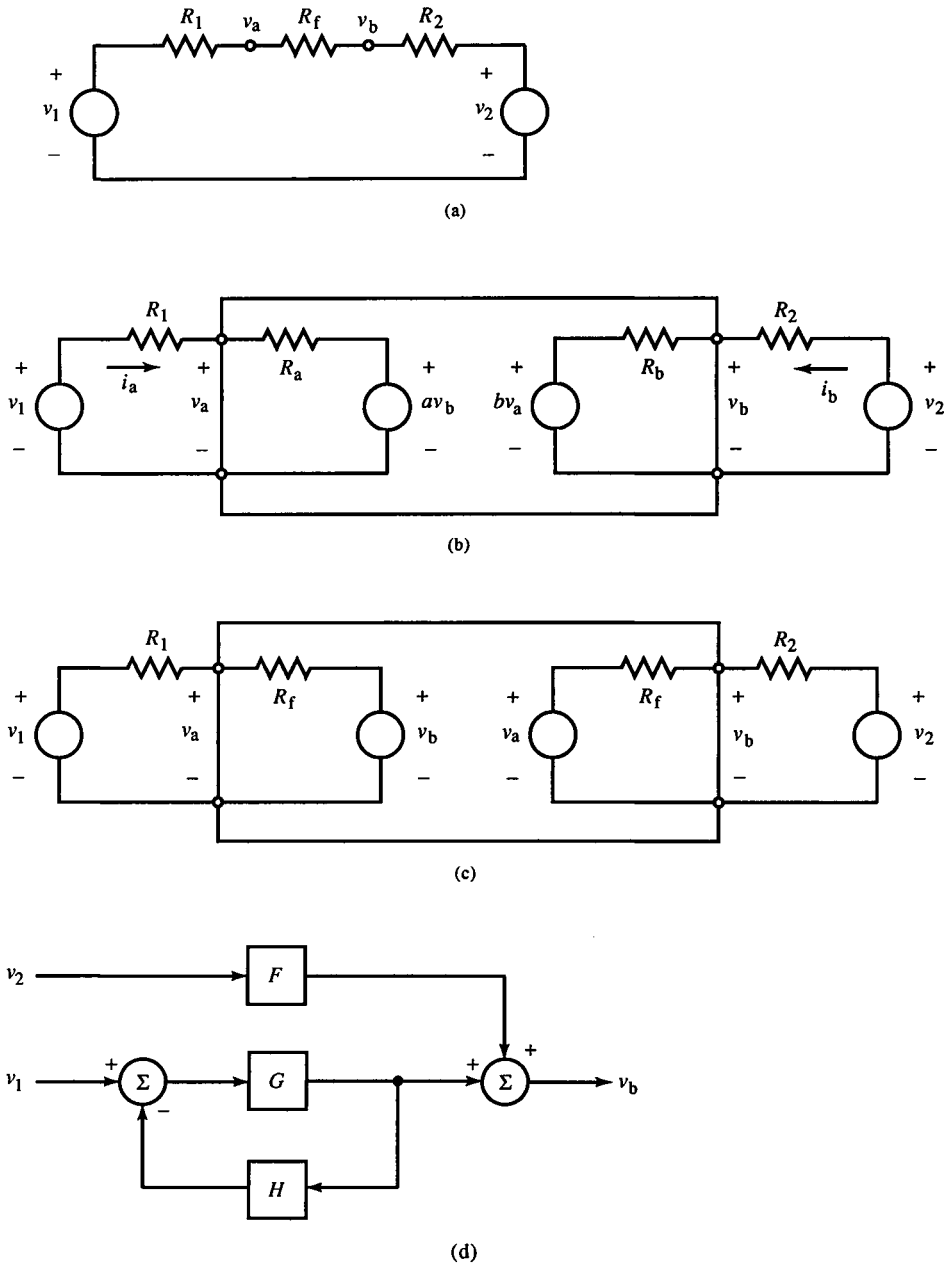 R1 va Rf vb R2
+ +
v1 v2
− −
(a)
R1 R2
+ ia + Ra + + Rb + ib +
v1 va avb bva vb v2
− − − − − −
(b)
R1 R2
+ + Rf + + Rf + +
v1 va vb va vb v2
− − − − − −
(c)
v2 F
+
v1 + Σ G + Σ vb
−
H
(d)